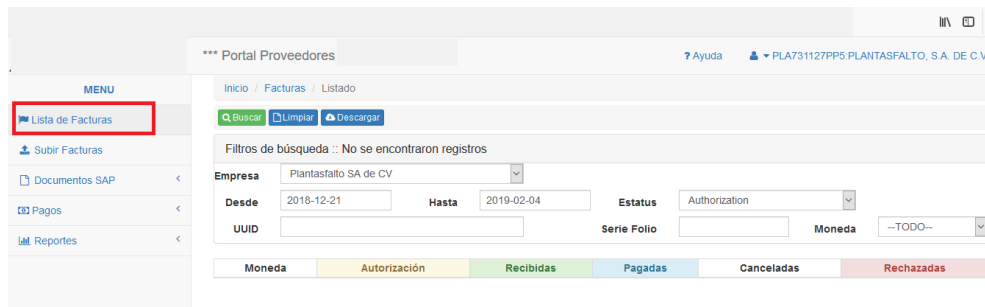 *** Portal Proveedores
? Ayuda
PLA731127PP5:PLANTASFALTO, S.A. DE C.V
MENU
Lista de Facturas
Subir Facturas
Documentos SAP
Pagos
Reportes
Inicio / Facturas / Listado
Buscar Limpiar Descargar
Filtros de búsqueda :: No se encontraron registros
Empresa Plantasfalto SA de CV
Desde 2018-12-21 Hasta 2019-02-04 Estatus Authorization
UUID Serie Folio Moneda --TODO--
Moneda Autorización Recibidas Pagadas Canceladas Rechazadas